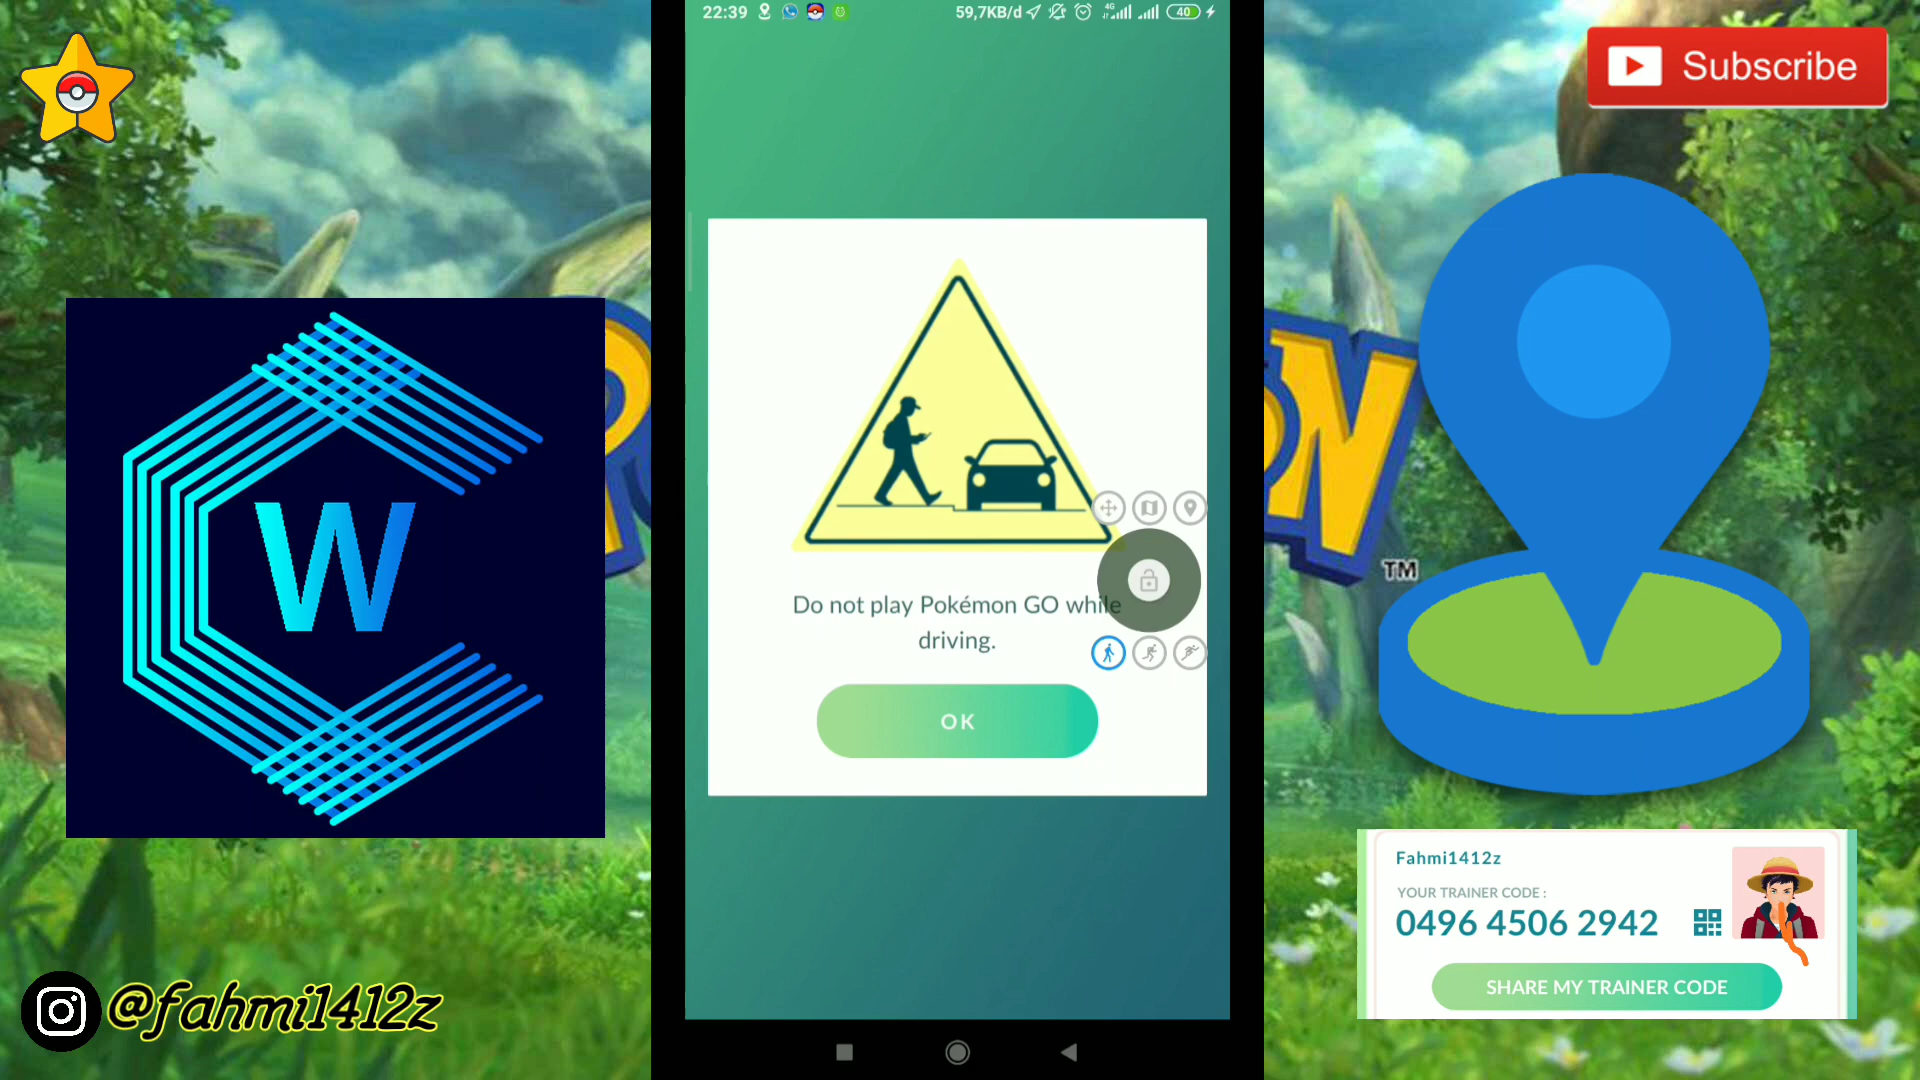 22:39
59,7KB/d
4G
40
Subscribe
W
N
TM
Do not play Pokémon GO while
driving.
OK
Fahmi1412z
YOUR TRAINER CODE :
0496 4506 2942
SHARE MY TRAINER CODE
@fahmi1412z